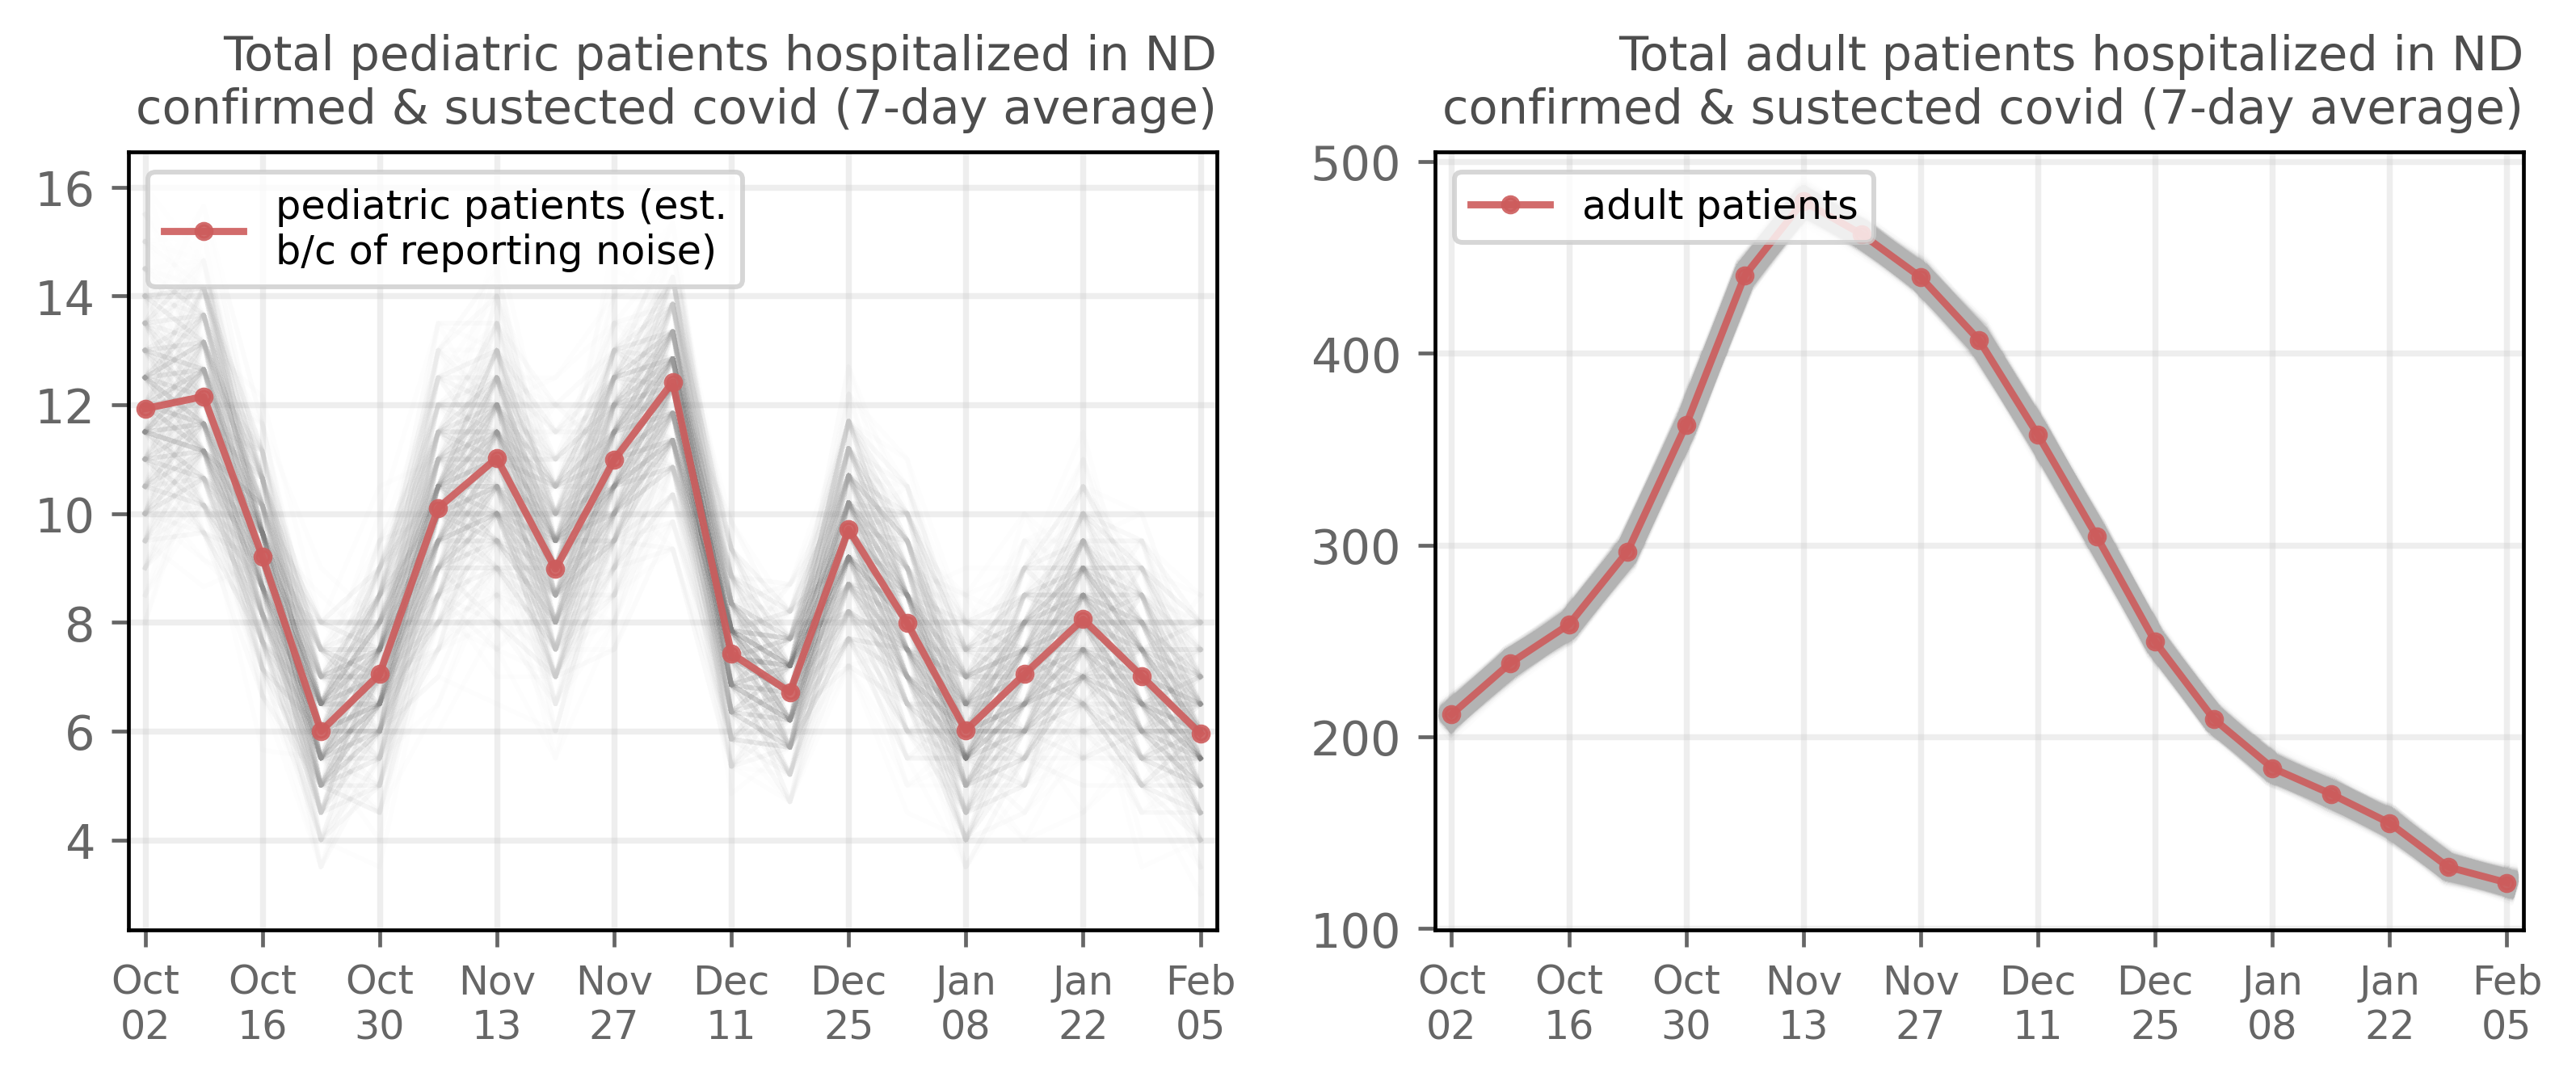 Total pediatric patients hospitalized in ND
confirmed & sustected covid (7-day average)
16
14
12
10
8
6
4
pediatric patients (est.
b/c of reporting noise)
Oct Oct Oct Nov Nov Dec Dec Jan Jan Feb
02 16 30 13 27 11 25 08 22 05
Total adult patients hospitalized in ND
confirmed & sustected covid (7-day average)
500
400
300
200
100
adult patients
Oct Oct Oct Nov Nov Dec Dec Jan Jan Feb
02 16 30 13 27 11 25 08 22 05